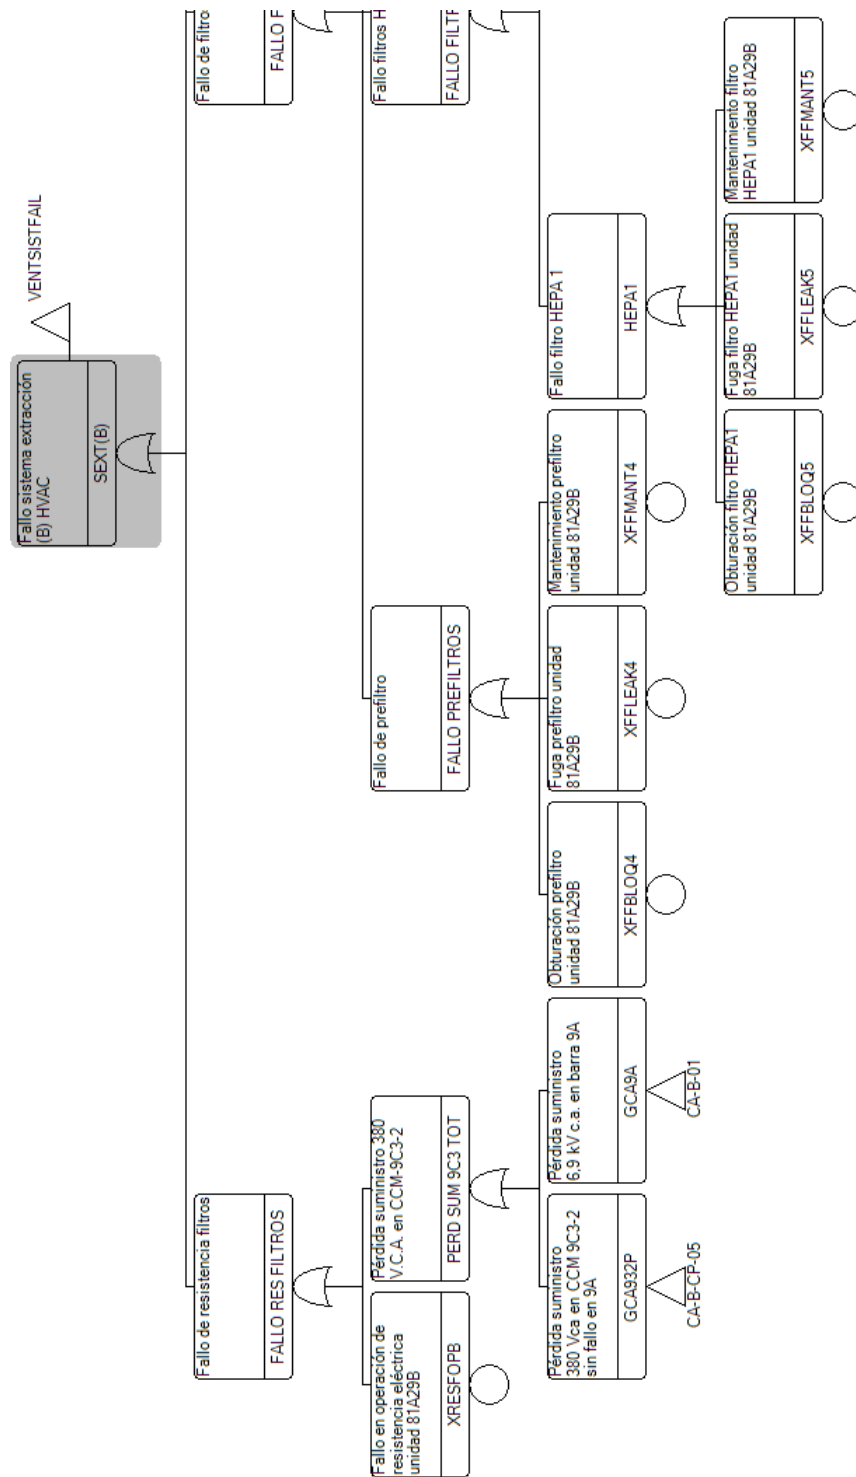 VENTSISTFAIL
Fallo sistema extracción
(B) HVAC
SEXT(B)
Fallo de resistencia filtros
FALLO RES FILTROS
Fallo de filtro
FALLO F
Fallo en operación de
resistencia eléctrica
unidad 81A29B
XRESFOPB
Pérdida suministro 380
V.C.A. en CCM-9C3-2
PERD SUM 9C3 TOT
Fallo de prefiltro
FALLO PREFILTROS
Fallo filtros H
FALLO FILT
Pérdida suministro
380 Vca en CCM 9C3-2
sin fallo en 9A
GCA932P
CA-B-CP-05
Pérdida suministro
6,9 kV c.a. en barra 9A
GCA9A
CA-B-01
Obturación prefiltro
unidad 81A29B
XFFBLOQ4
Fuga prefiltro unidad
81A29B
XFFLEAK4
Mantenimiento prefiltro
unidad 81A29B
XFFMANT4
Fallo filtro HEPA 1
HEPA1
Obturación filtro HEPA1
unidad 81A29B
XFFBLOQ5
Fuga filtro HEPA1 unidad
81A29B
XFFLEAK5
Mantenimiento filtro
HEPA1 unidad 81A29B
XFFMANT5